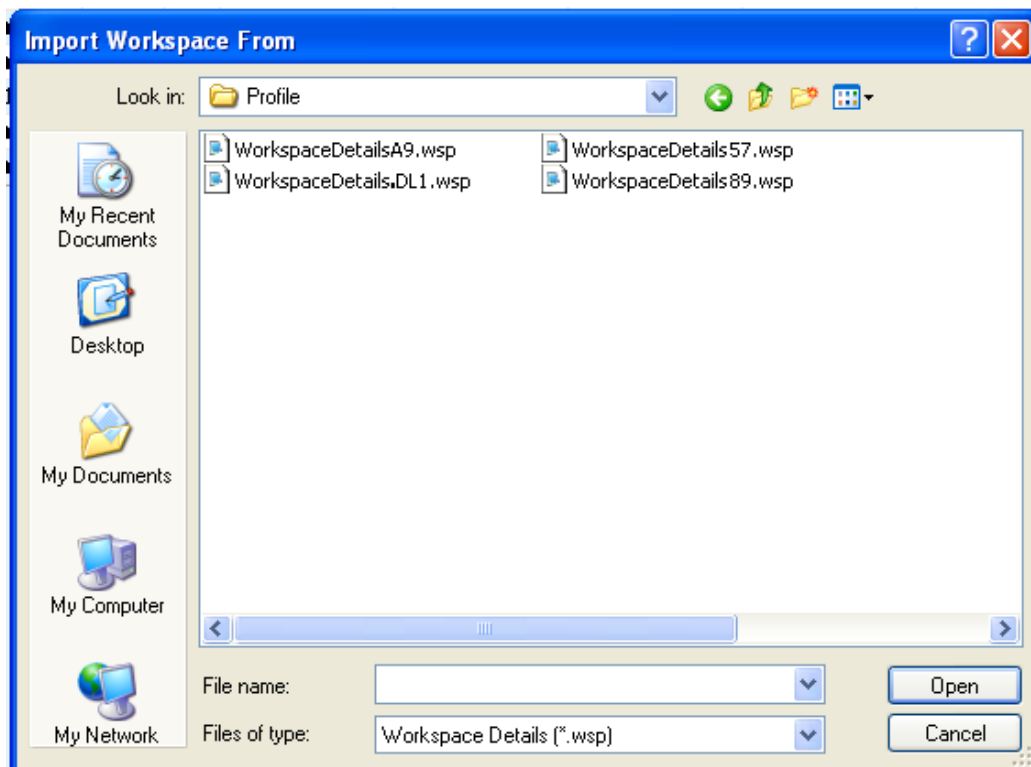 Import Workspace From
Look in: Profile
WorkspaceDetailsA9.wsp WorkspaceDetails57.wsp
WorkspaceDetails.DL1.wsp WorkspaceDetails89.wsp
My Recent
Documents
Desktop
My Documents
My Computer
My Network
File name: Open
Files of type: Workspace Details (*.wsp) Cancel